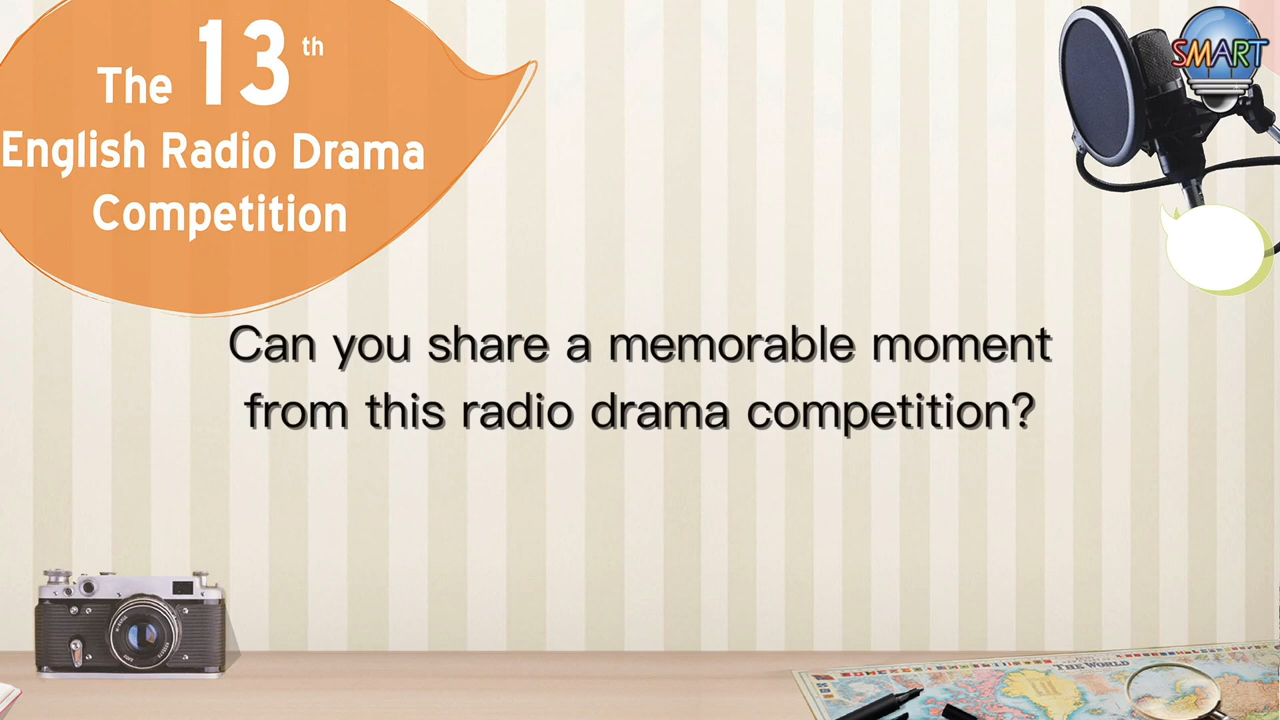 The 13th
English Radio Drama
Competition
SMART
Can you share a memorable moment
from this radio drama competition?
THE WORLD